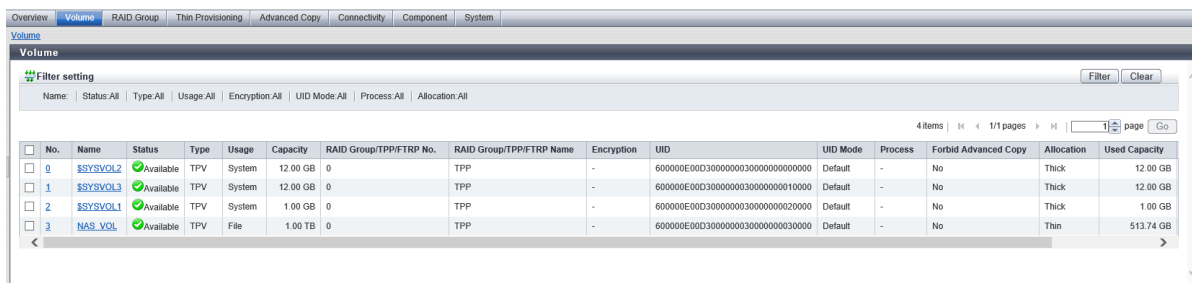 Overview Volume RAID Group Thin Provisioning Advanced Copy Connectivity Component System
Volume
Volume
Filter setting Filter Clear
Name: | Status:All | Type:All | Usage:All | Encryption:All | UID Mode:All | Process:All | Allocation:All
4 items | 1/1 pages | 1 page Go
No. Name Status Type Usage Capacity RAID Group/TPP/FTRP No. RAID Group/TPP/FTRP Name Encryption UID UID Mode Process Forbid Advanced Copy Allocation Used Capacity
0 $SYSVOL2 Available TPV System 12.00 GB 0 TPP - 600000E00D3000000030000000000000 Default - No Thick 12.00 GB
1 $SYSVOL3 Available TPV System 12.00 GB 0 TPP - 600000E00D3000000030000000010000 Default - No Thick 12.00 GB
2 $SYSVOL1 Available TPV System 1.00 GB 0 TPP - 600000E00D3000000030000000020000 Default - No Thick 1.00 GB
3 NAS_VOL Available TPV File 1.00 TB 0 TPP - 600000E00D3000000030000000030000 Default - No Thin 513.74 GB